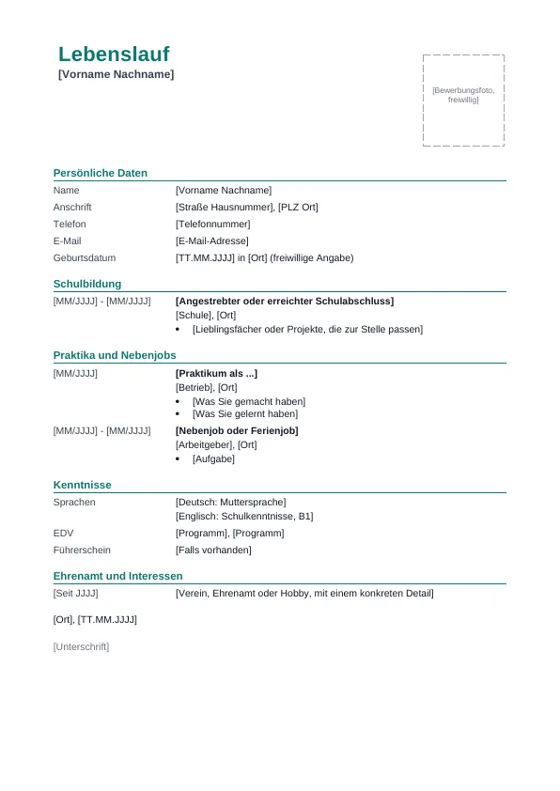 Lebenslauf
[Vorname Nachname]
[Bewerbungsfoto,
freiwillig]
Persönliche Daten
Name [Vorname Nachname]
Anschrift [Straße Hausnummer], [PLZ Ort]
Telefon [Telefonnummer]
E-Mail [E-Mail-Adresse]
Geburtsdatum [TT.MM.JJJJ] in [Ort] (freiwillige Angabe)
Schulbildung
[MM/JJJJ] - [MM/JJJJ] [Angestrebter oder erreichter Schulabschluss]
[Schule], [Ort]
• [Lieblingsfächer oder Projekte, die zur Stelle passen]
Praktika und Nebenjobs
[MM/JJJJ] [Praktikum als ...]
[Betrieb], [Ort]
• [Was Sie gemacht haben]
• [Was Sie gelernt haben]
[MM/JJJJ] - [MM/JJJJ] [Nebenjob oder Ferienjob]
[Arbeitgeber], [Ort]
• [Aufgabe]
Kenntnisse
Sprachen [Deutsch: Muttersprache]
[Englisch: Schulkenntnisse, B1]
EDV [Programm], [Programm]
Führerschein [Falls vorhanden]
Ehrenamt und Interessen
[Seit JJJJ] [Verein, Ehrenamt oder Hobby, mit einem konkreten Detail]
[Ort], [TT.MM.JJJJ]
[Unterschrift]